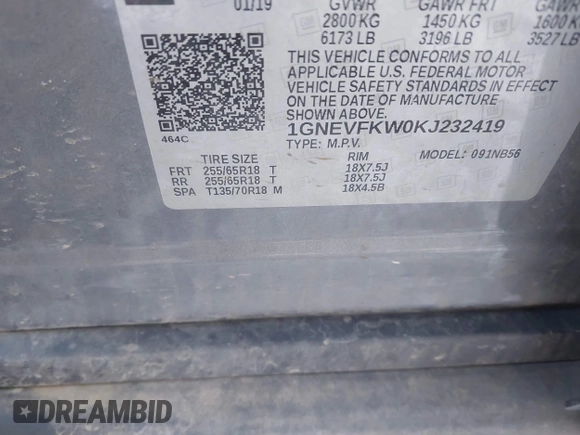 01/19 GVWR GAWR FRT GAWR
2800 KG 1450 KG 1600 K
6173 LB 3196 LB 3527 LB
THIS VEHICLE CONFORMS TO ALL
APPLICABLE U.S. FEDERAL MOTOR
VEHICLE SAFETY STANDARDS IN EFFECT
ON THE DATE OF MANUFACTURE
SHOWN ABOVE.
1GNEVFKW0KJ232419
TYPE: M.P.V. MODEL: 091NB56
464C
TIRE SIZE RIM
FRT 255/65R18 T 18X7.5J
RR 255/65R18 T 18X7.5J
SPA T135/70R18 M 18X4.5B
DREAMBID